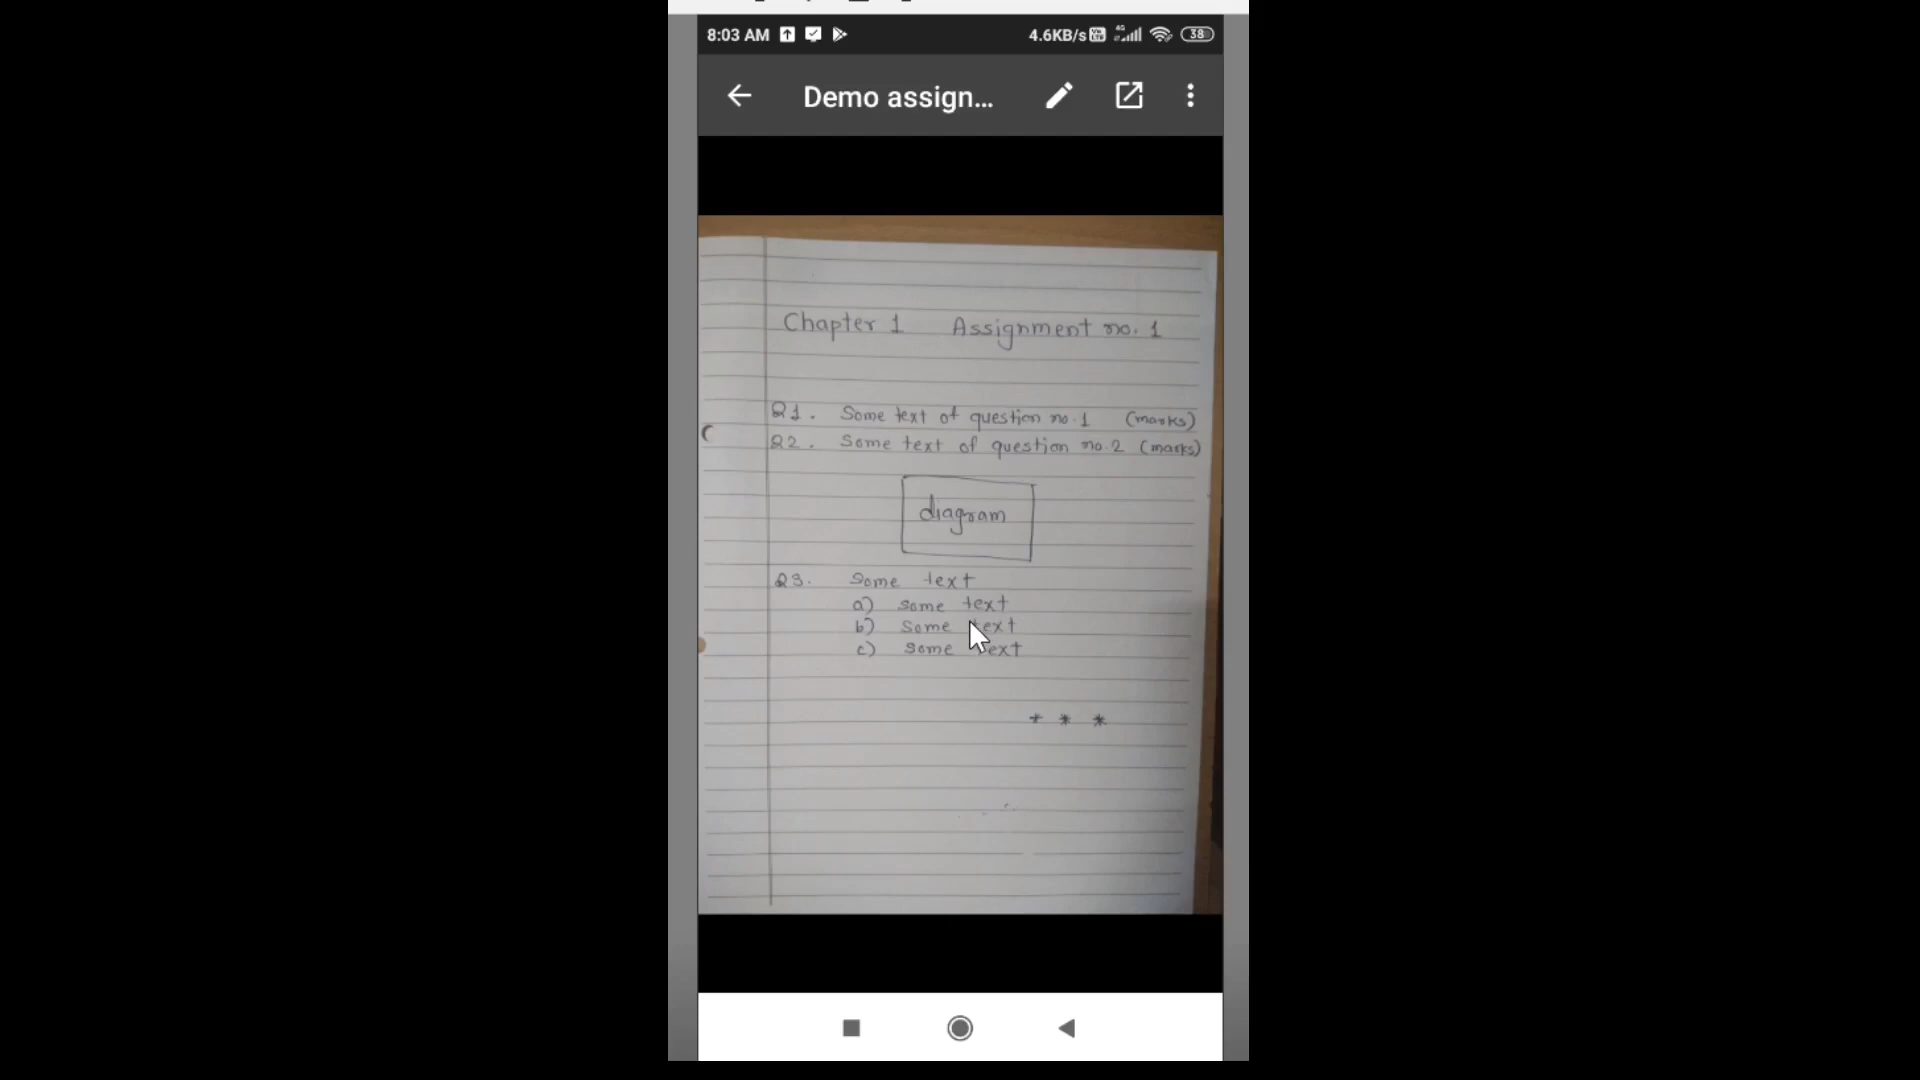 8:03 AM 4.6KB/s 4G 38
Demo assign...
Chapter 1 Assignment no. 1
Q1. Some text of question no.1 (marks)
Q2. Some text of question no.2 (marks)
diagram
Q3. Some text
a) some text
b) some text
c) some text
* * *